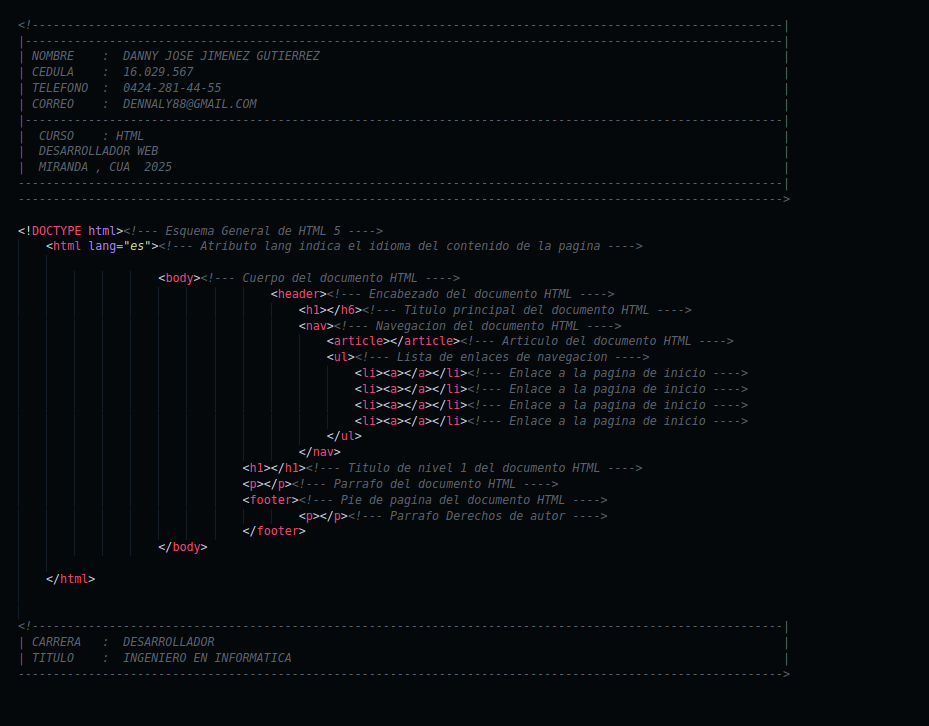 <!-----------------------------------------------------------------------------------------------------------|
|------------------------------------------------------------------------------------------------------------|
| NOMBRE    :  DANNY JOSE JIMENEZ GUTIERREZ                                                                  |
| CEDULA    :  16.029.567                                                                                    |
| TELEFONO  :  0424-281-44-55                                                                                |
| CORREO    :  DENNALY88@GMAIL.COM                                                                           |
|------------------------------------------------------------------------------------------------------------|
|  CURSO    : HTML                                                                                           |
|  DESARROLLADOR WEB                                                                                         |
|  MIRANDA , CUA  2025                                                                                       |
-------------------------------------------------------------------------------------------------------------|
------------------------------------------------------------------------------------------------------------->
<!DOCTYPE html><!--- Esquema General de HTML 5 ---->
    <html lang="es"><!--- Atributo lang indica el idioma del contenido de la pagina ---->
                    <body><!--- Cuerpo del documento HTML ---->
                                    <header><!--- Encabezado del documento HTML ---->
                                        <h1></h6><!--- Titulo principal del documento HTML ---->
                                        <nav><!--- Navegacion del documento HTML ---->
                                            <article></article><!--- Articulo del documento HTML ---->
                                            <ul><!--- Lista de enlaces de navegacion ---->
                                                <li><a></a></li><!--- Enlace a la pagina de inicio ---->
                                                <li><a></a></li><!--- Enlace a la pagina de inicio ---->
                                                <li><a></a></li><!--- Enlace a la pagina de inicio ---->
                                                <li><a></a></li><!--- Enlace a la pagina de inicio ---->
                                            </ul>
                                        </nav>
                                <h1></h1><!--- Titulo de nivel 1 del documento HTML ---->
                                <p></p><!--- Parrafo del documento HTML ---->
                                <footer><!--- Pie de pagina del documento HTML ---->
                                        <p></p><!--- Parrafo Derechos de autor ---->
                                </footer>
                    </body>
    </html>
<!-----------------------------------------------------------------------------------------------------------|
| CARRERA   :  DESARROLLADOR                                                                                 |
| TITULO    :  INGENIERO EN INFORMATICA                                                                      |
------------------------------------------------------------------------------------------------------------->